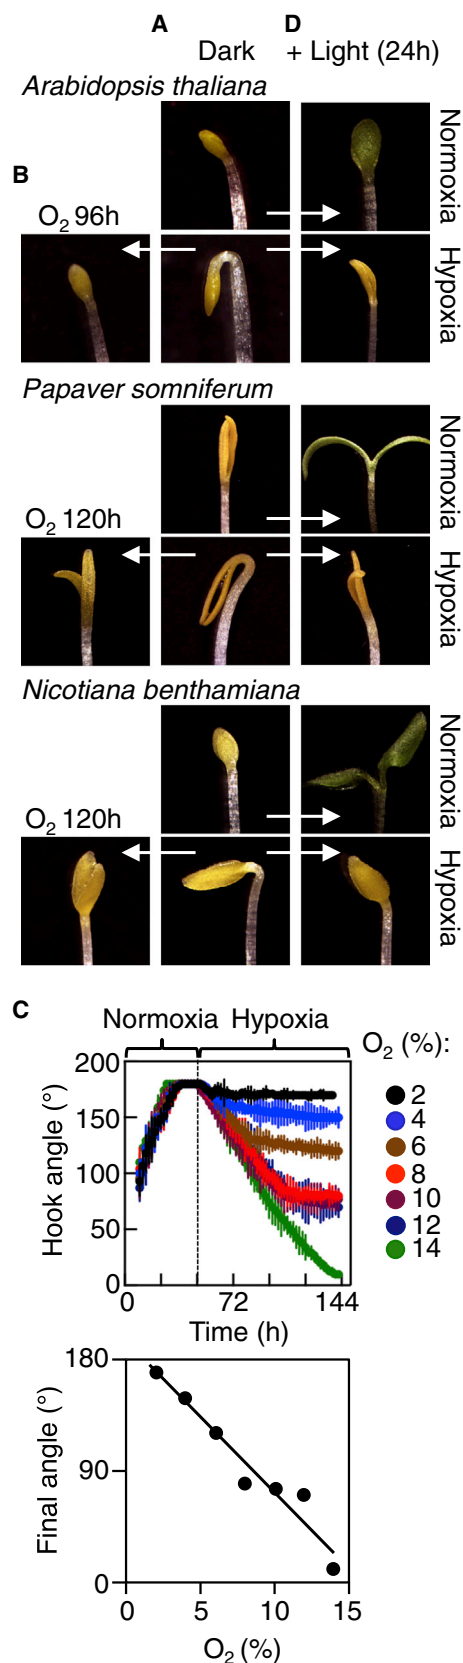 A D
Dark + Light (24h)
Arabidopsis thaliana
Normoxia
B
O2 96h
Hypoxia
Papaver somniferum
Normoxia
O2 120h
Hypoxia
Nicotiana benthamiana
Normoxia
O2 120h
Hypoxia
C
Normoxia Hypoxia
O2 (%):
200
150
100
50
0
Hook angle (°)
2
4
6
8
10
12
14
0 72 144
Time (h)
180
90
0
Final angle (°)
0 5 10 15
O2 (%)